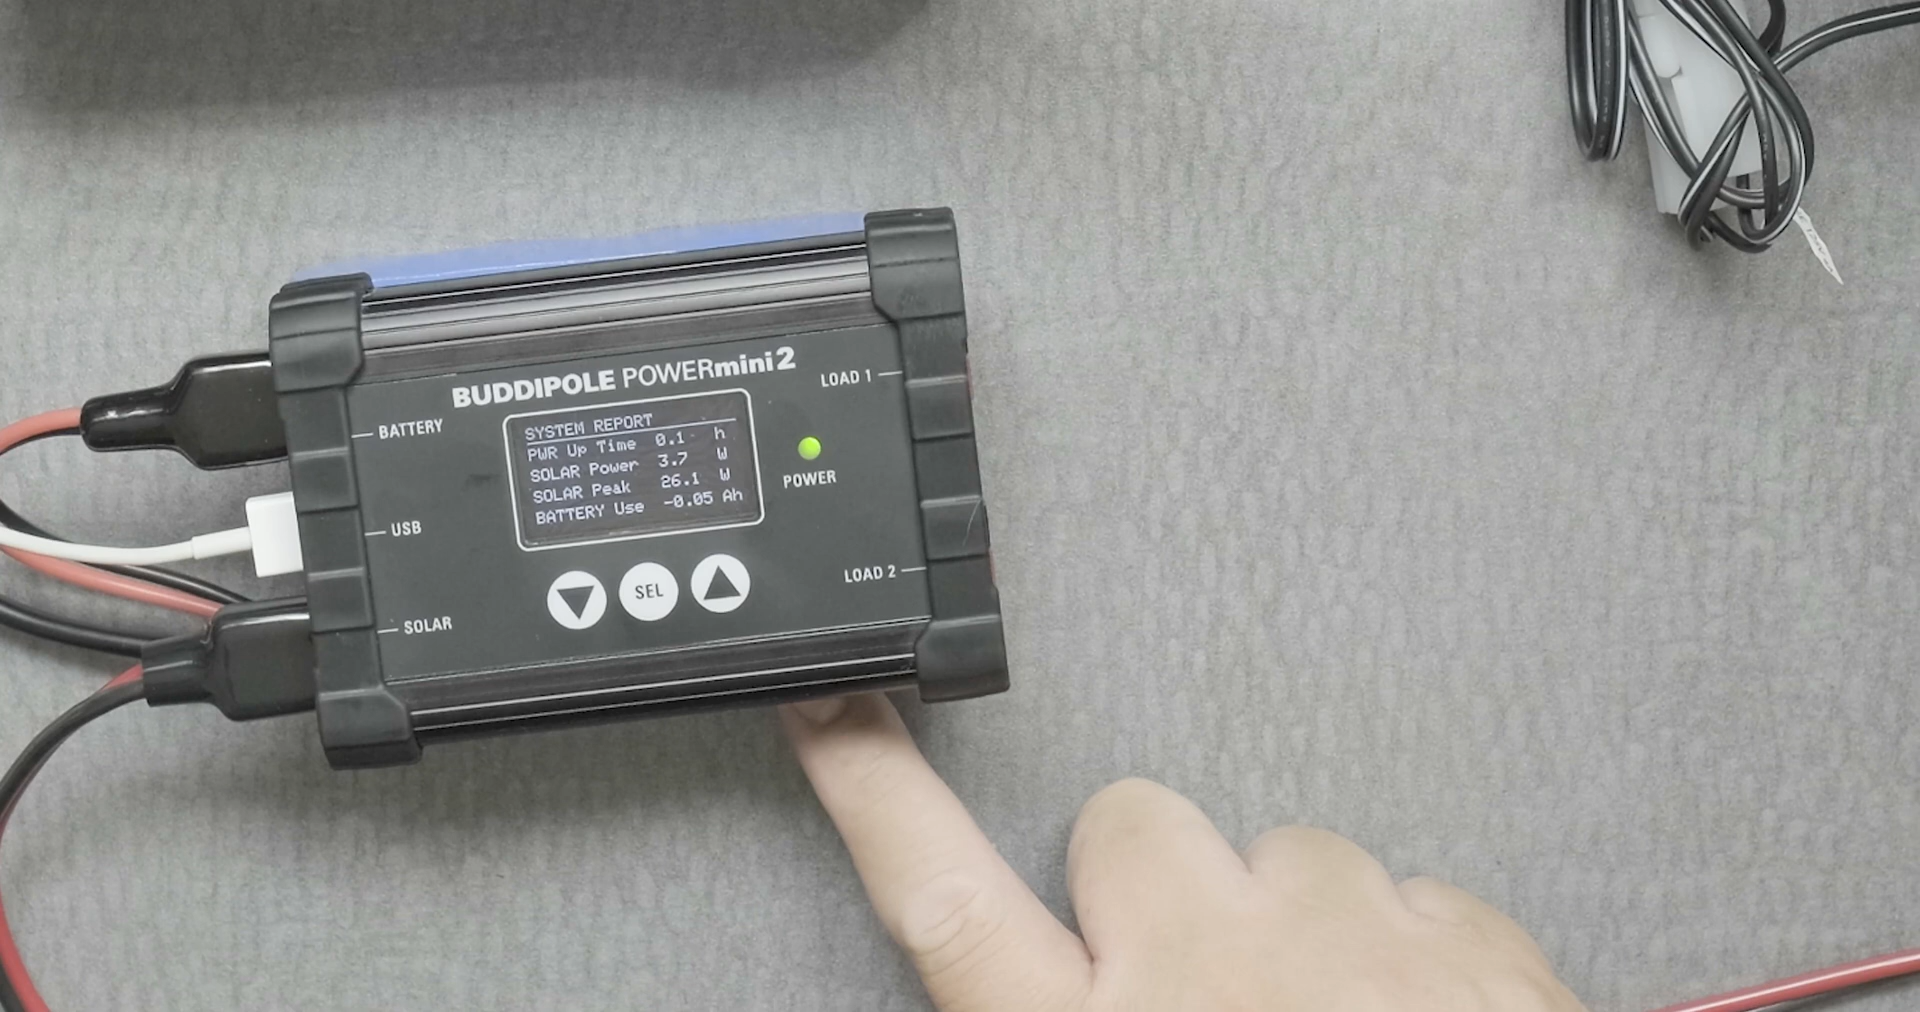 BUDDIPOLE POWERmini2
LOAD 1
BATTERY
SYSTEM REPORT
PWR Up Time 0.1 h
SOLAR Power 3.7 W
SOLAR Peak 26.1 W
BATTERY Use -0.05 Ah
POWER
USB
LOAD 2
SEL
SOLAR